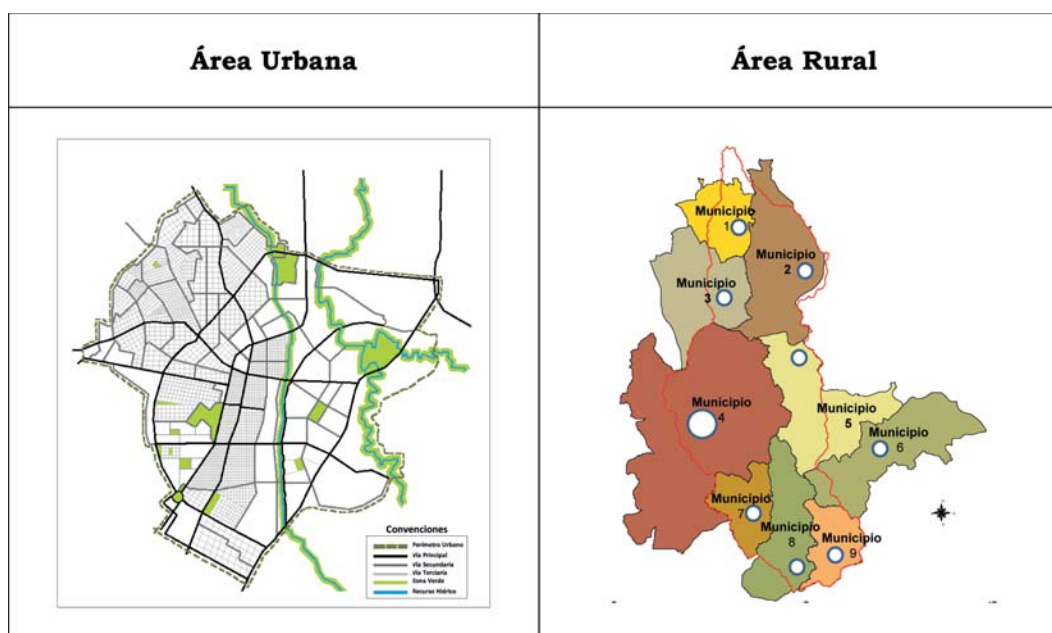 Área Urbana
Área Rural
Convenciones
Perímetro Urbano
Vía Principal
Vía Secundaria
Vía Terciaria
Zona Verde
Recurso Hídrico
Municipio
1
Municipio
2
Municipio
3
Municipio
4
Municipio
5
Municipio
6
Municipio
7
Municipio
8
Municipio
9